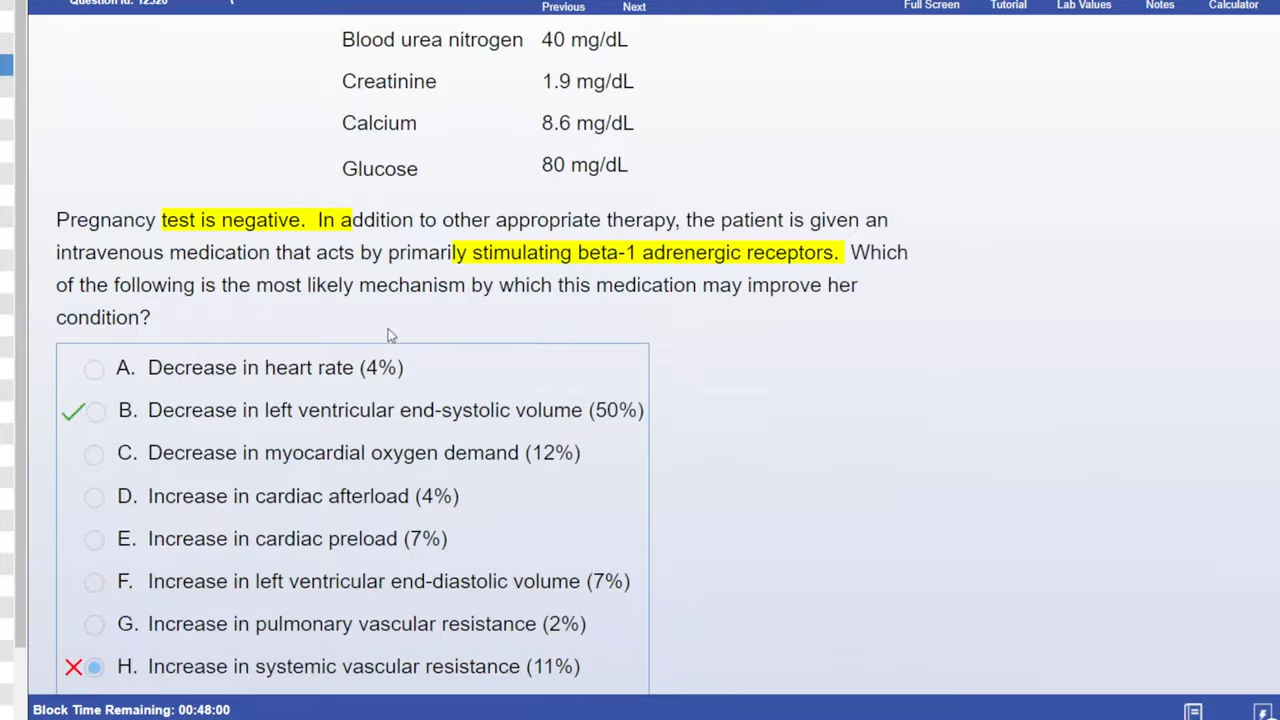 Previous Next Full Screen Tutorial Lab Values Notes Calculator
Blood urea nitrogen 40 mg/dL
Creatinine 1.9 mg/dL
Calcium 8.6 mg/dL
Glucose 80 mg/dL
Pregnancy test is negative. In addition to other appropriate therapy, the patient is given an
intravenous medication that acts by primarily stimulating beta-1 adrenergic receptors. Which
of the following is the most likely mechanism by which this medication may improve her
condition?
A. Decrease in heart rate (4%)
B. Decrease in left ventricular end-systolic volume (50%)
C. Decrease in myocardial oxygen demand (12%)
D. Increase in cardiac afterload (4%)
E. Increase in cardiac preload (7%)
F. Increase in left ventricular end-diastolic volume (7%)
G. Increase in pulmonary vascular resistance (2%)
H. Increase in systemic vascular resistance (11%)
Block Time Remaining: 00:48:00